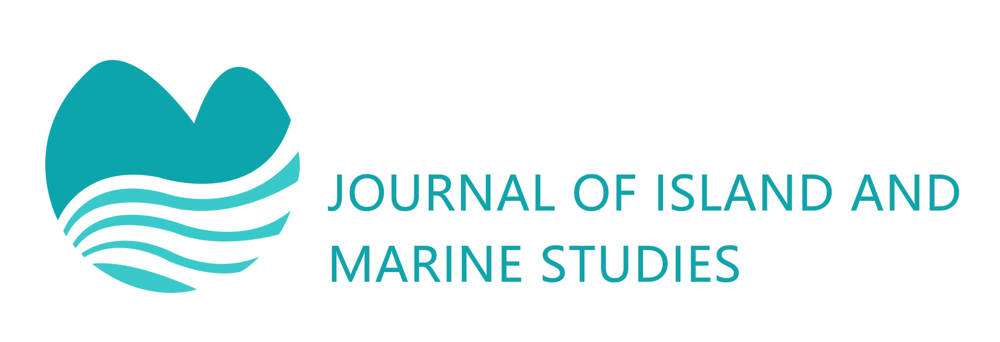 JOURNAL OF ISLAND AND
MARINE STUDIES